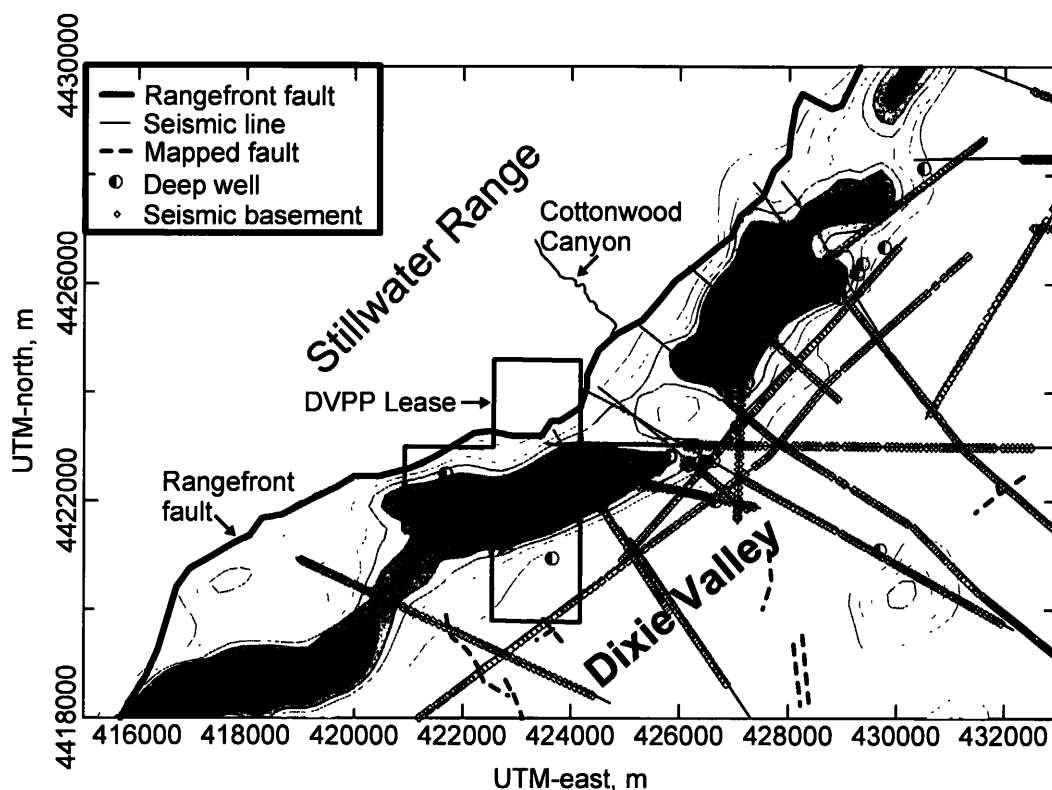 Rangefront fault
Seismic line
Mapped fault
Deep well
Seismic basement
Stillwater Range
Cottonwood
Canyon
DVPP Lease
Rangefront
fault
Dixie Valley
UTM-north, m
4430000
4426000
4422000
4418000
416000 418000 420000 422000 424000 426000 428000 430000 432000
UTM-east, m